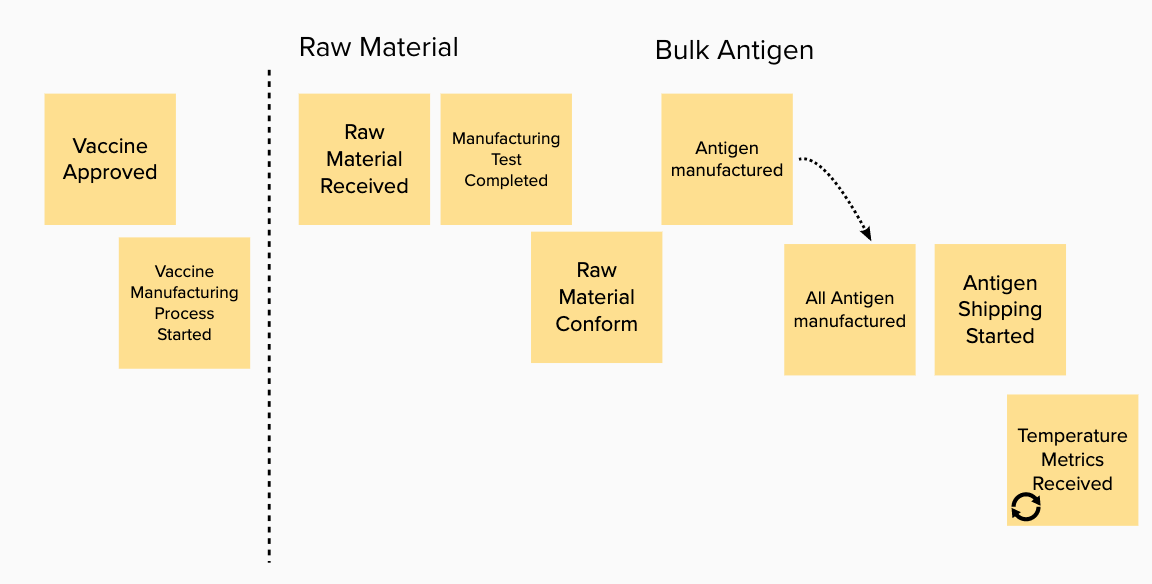 Raw Material
Bulk Antigen
Vaccine
Approved
Vaccine
Manufacturing
Process
Started
Raw
Material
Received
Manufacturing
Test
Completed
Raw
Material
Conform
Antigen
manufactured
All Antigen
manufactured
Antigen
Shipping
Started
Temperature
Metrics
Received